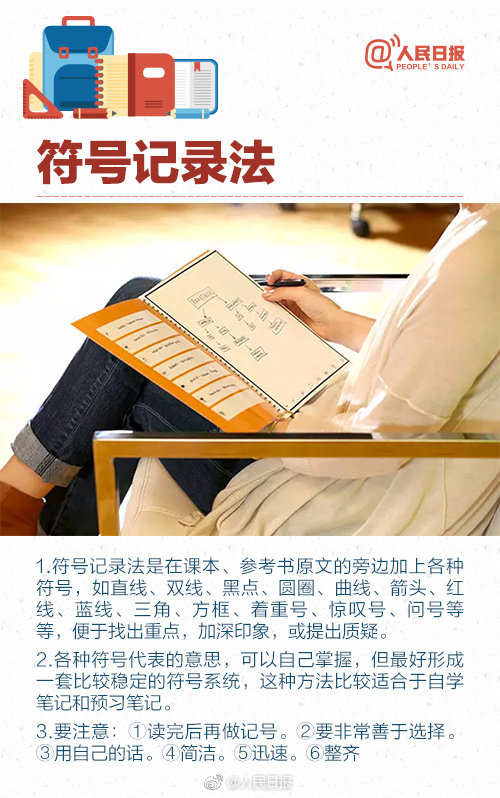 @人民日报
PEOPLE'S DAILY
符号记录法
1.符号记录法是在课本、参考书原文的旁边加上各种
符号，如直线、双线、黑点、圆圈、曲线、箭头、红
线、蓝线、三角、方框、着重号、惊叹号、问号等
等，便于找出重点，加深印象，或提出质疑。
2.各种符号代表的意思，可以自己掌握，但最好形成
一套比较稳定的符号系统，这种方法比较适合于自学
笔记和预习笔记。
3.要注意：①读完后再做记号。②要非常善于选择。
③用自己的话。④简洁。⑤迅速。⑥整齐
@人民日报